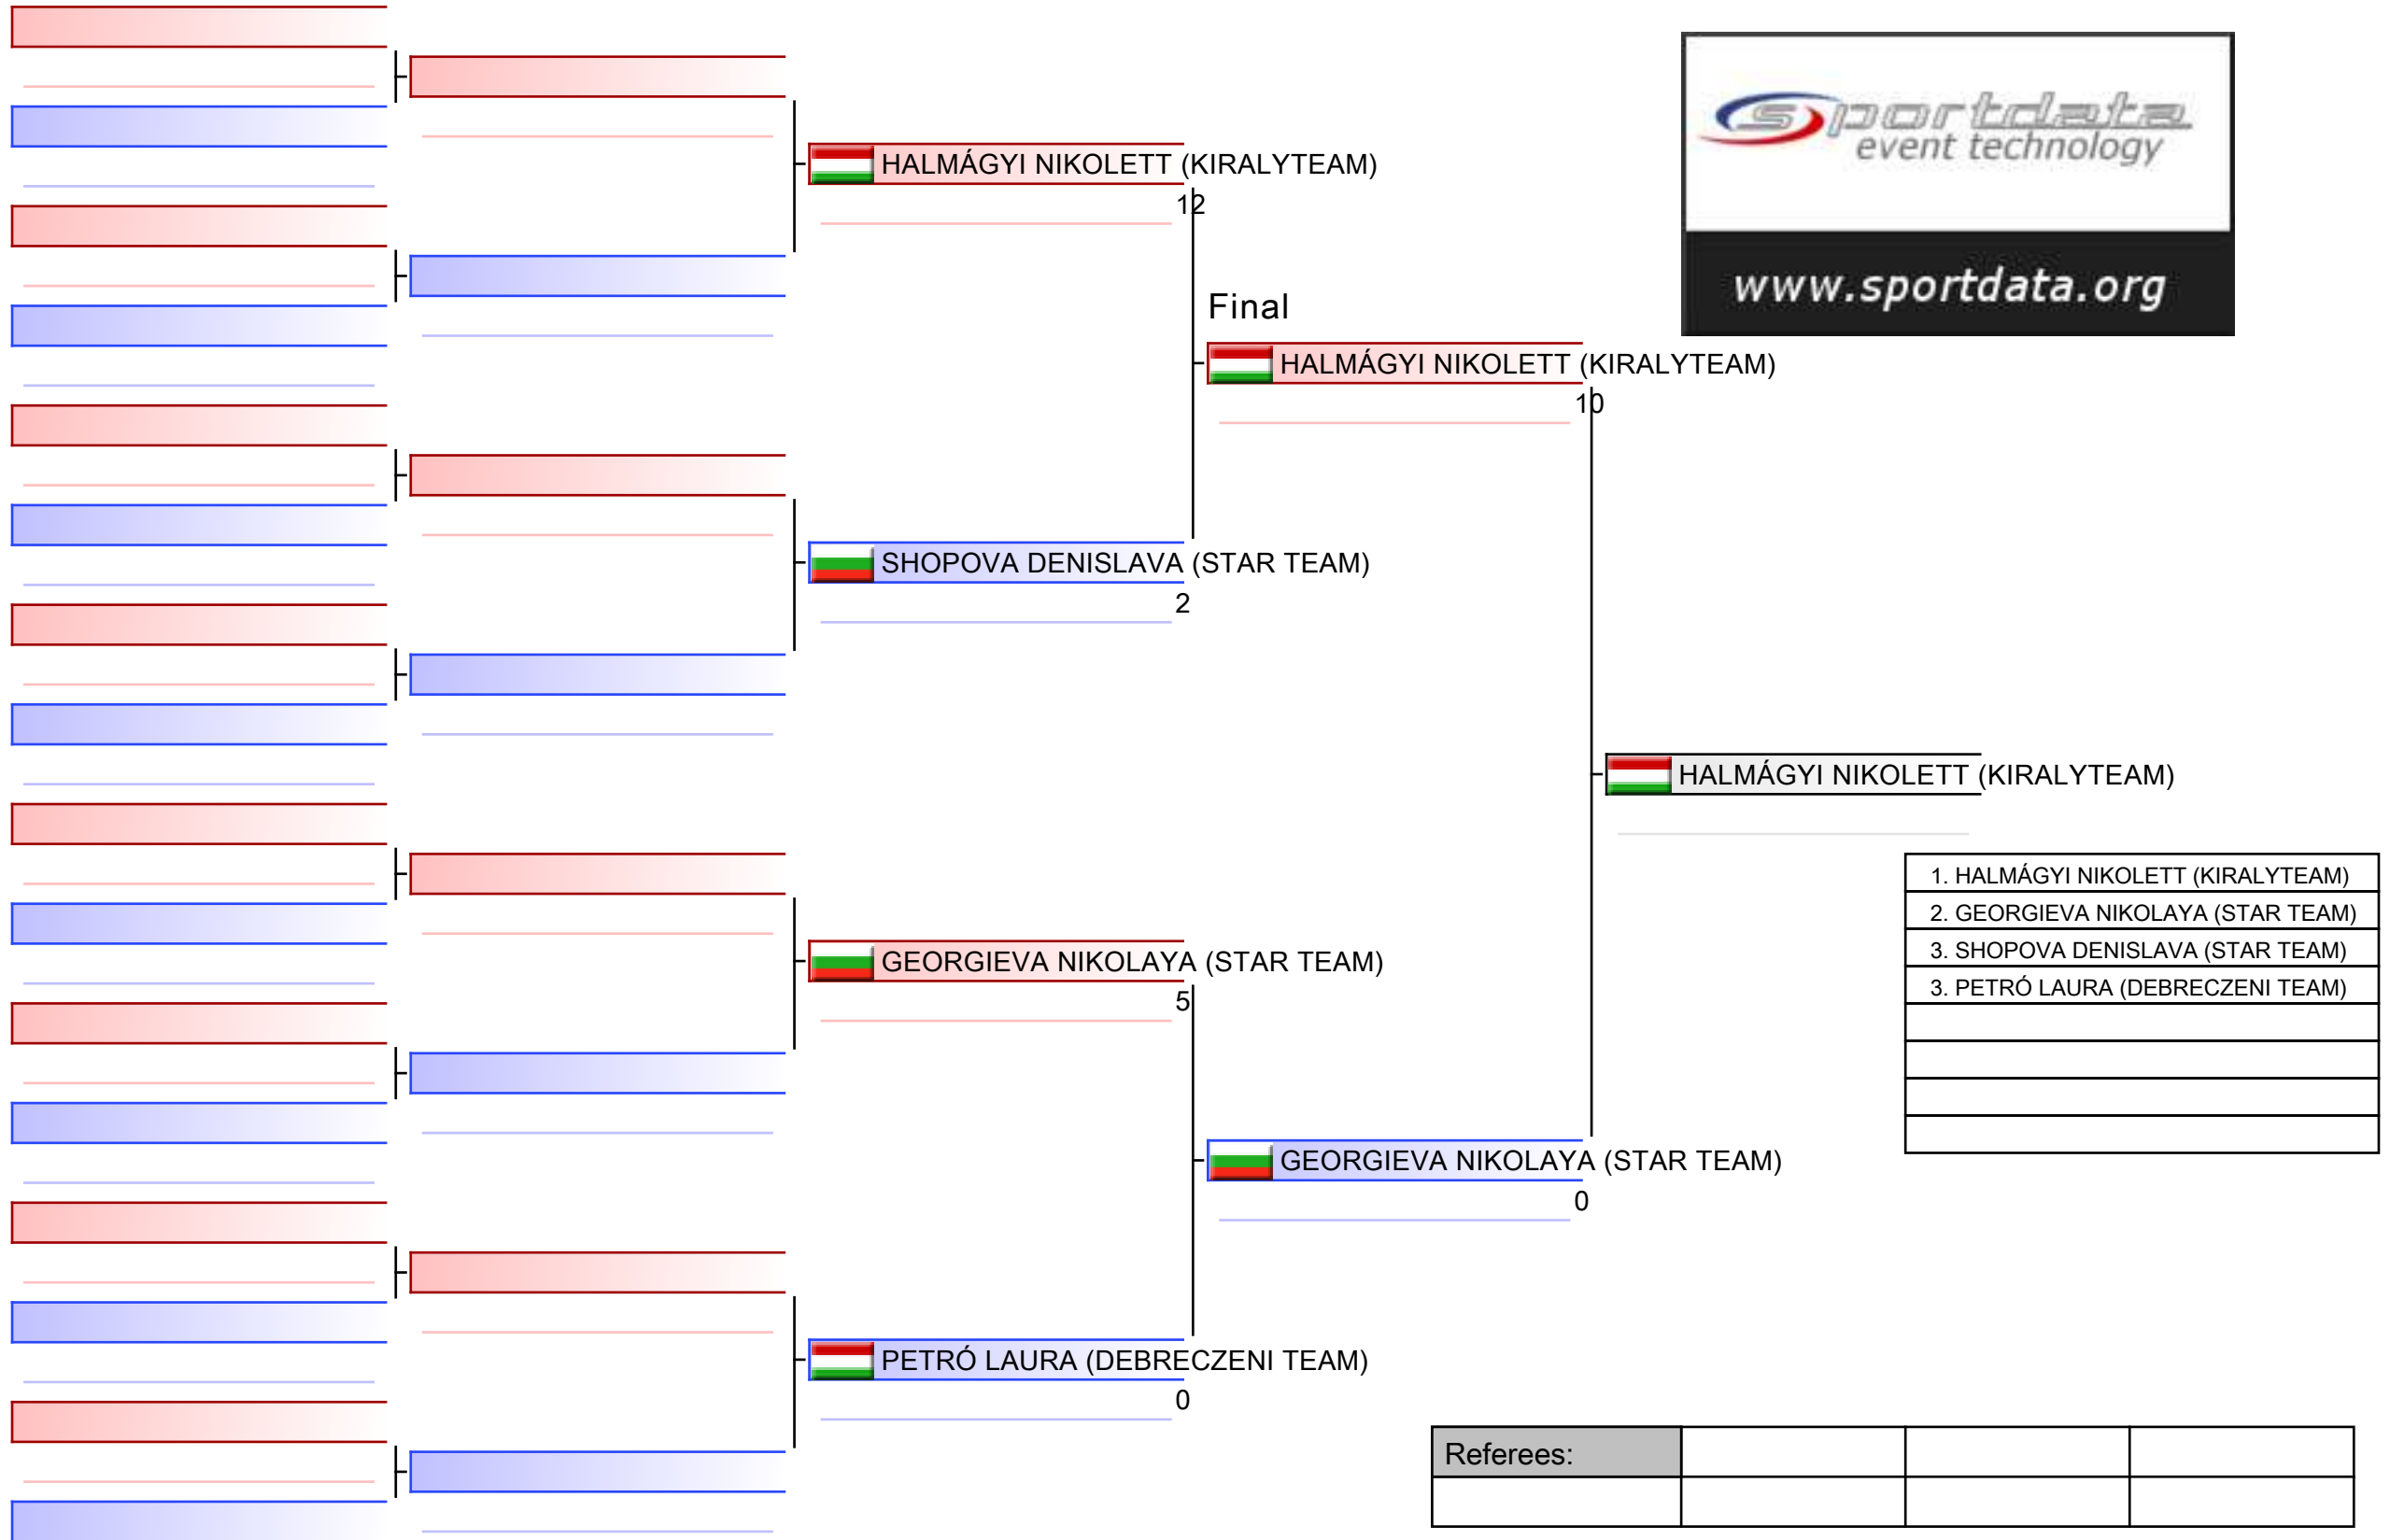 sportdata
event technology
www.sportdata.org
HALMÁGYI NIKOLETT (KIRALYTEAM)
12
Final
HALMÁGYI NIKOLETT (KIRALYTEAM)
10
SHOPOVA DENISLAVA (STAR TEAM)
2
HALMÁGYI NIKOLETT (KIRALYTEAM)
1. HALMÁGYI NIKOLETT (KIRALYTEAM)
2. GEORGIEVA NIKOLAYA (STAR TEAM)
3. SHOPOVA DENISLAVA (STAR TEAM)
3. PETRÓ LAURA (DEBRECZENI TEAM)
GEORGIEVA NIKOLAYA (STAR TEAM)
5
GEORGIEVA NIKOLAYA (STAR TEAM)
0
PETRÓ LAURA (DEBRECZENI TEAM)
0
Referees: